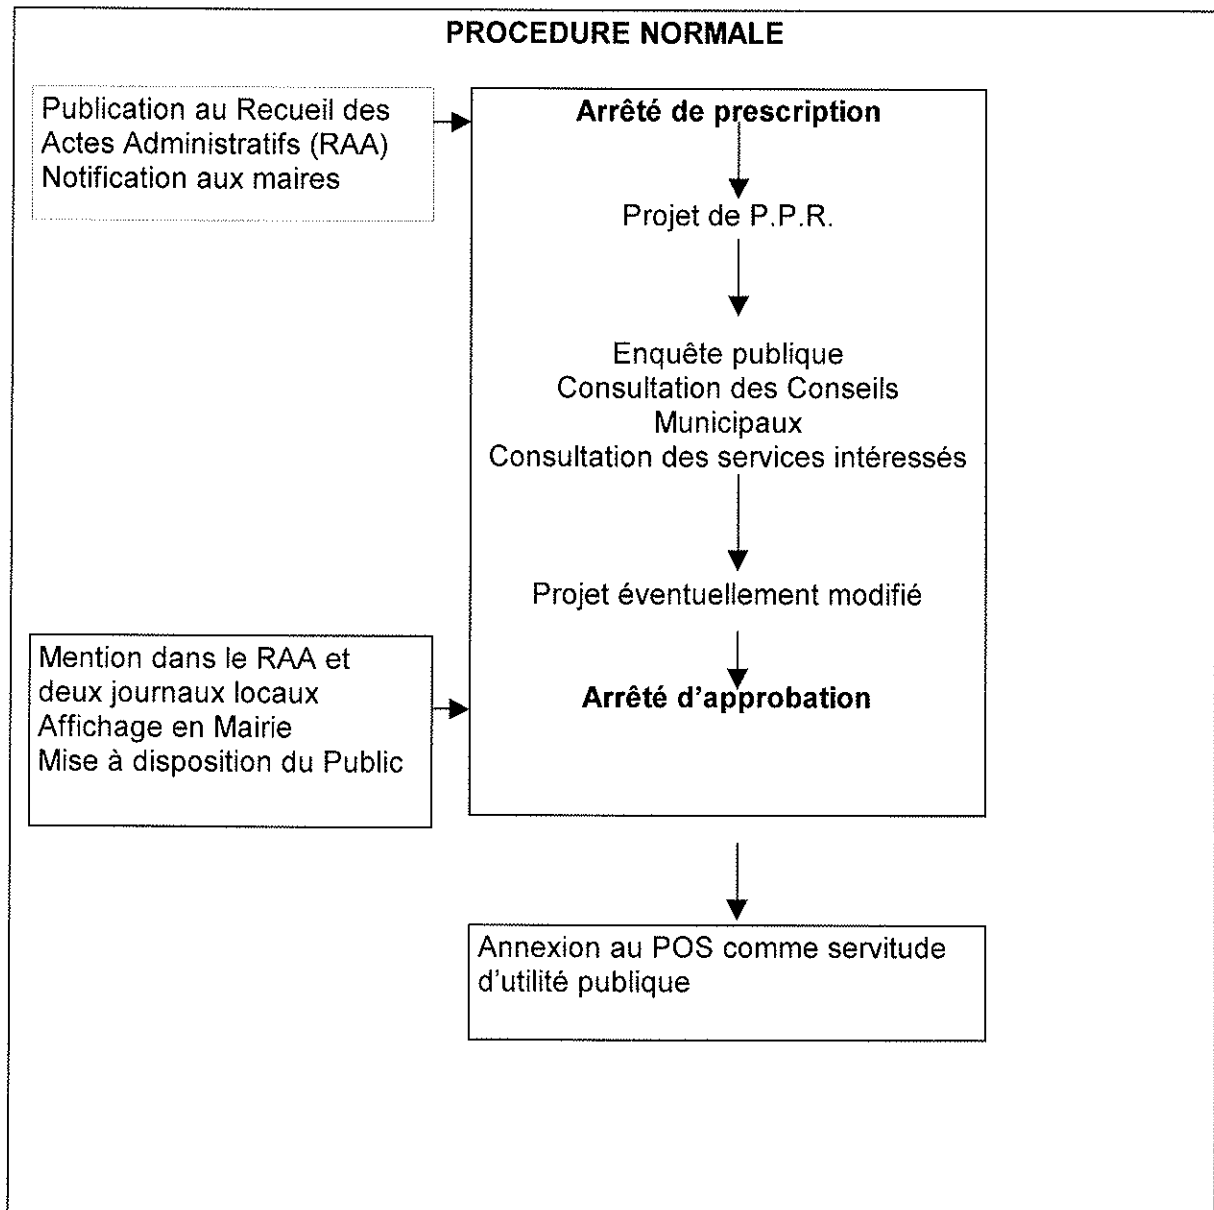 PROCEDURE NORMALE
Publication au Recueil des
Actes Administratifs (RAA)
Notification aux maires
Arrêté de prescription
Projet de P.P.R.
Enquête publique
Consultation des Conseils
Municipaux
Consultation des services intéressés
Projet éventuellement modifié
Mention dans le RAA et
deux journaux locaux
Affichage en Mairie
Mise à disposition du Public
Arrêté d'approbation
Annexion au POS comme servitude
d'utilité publique